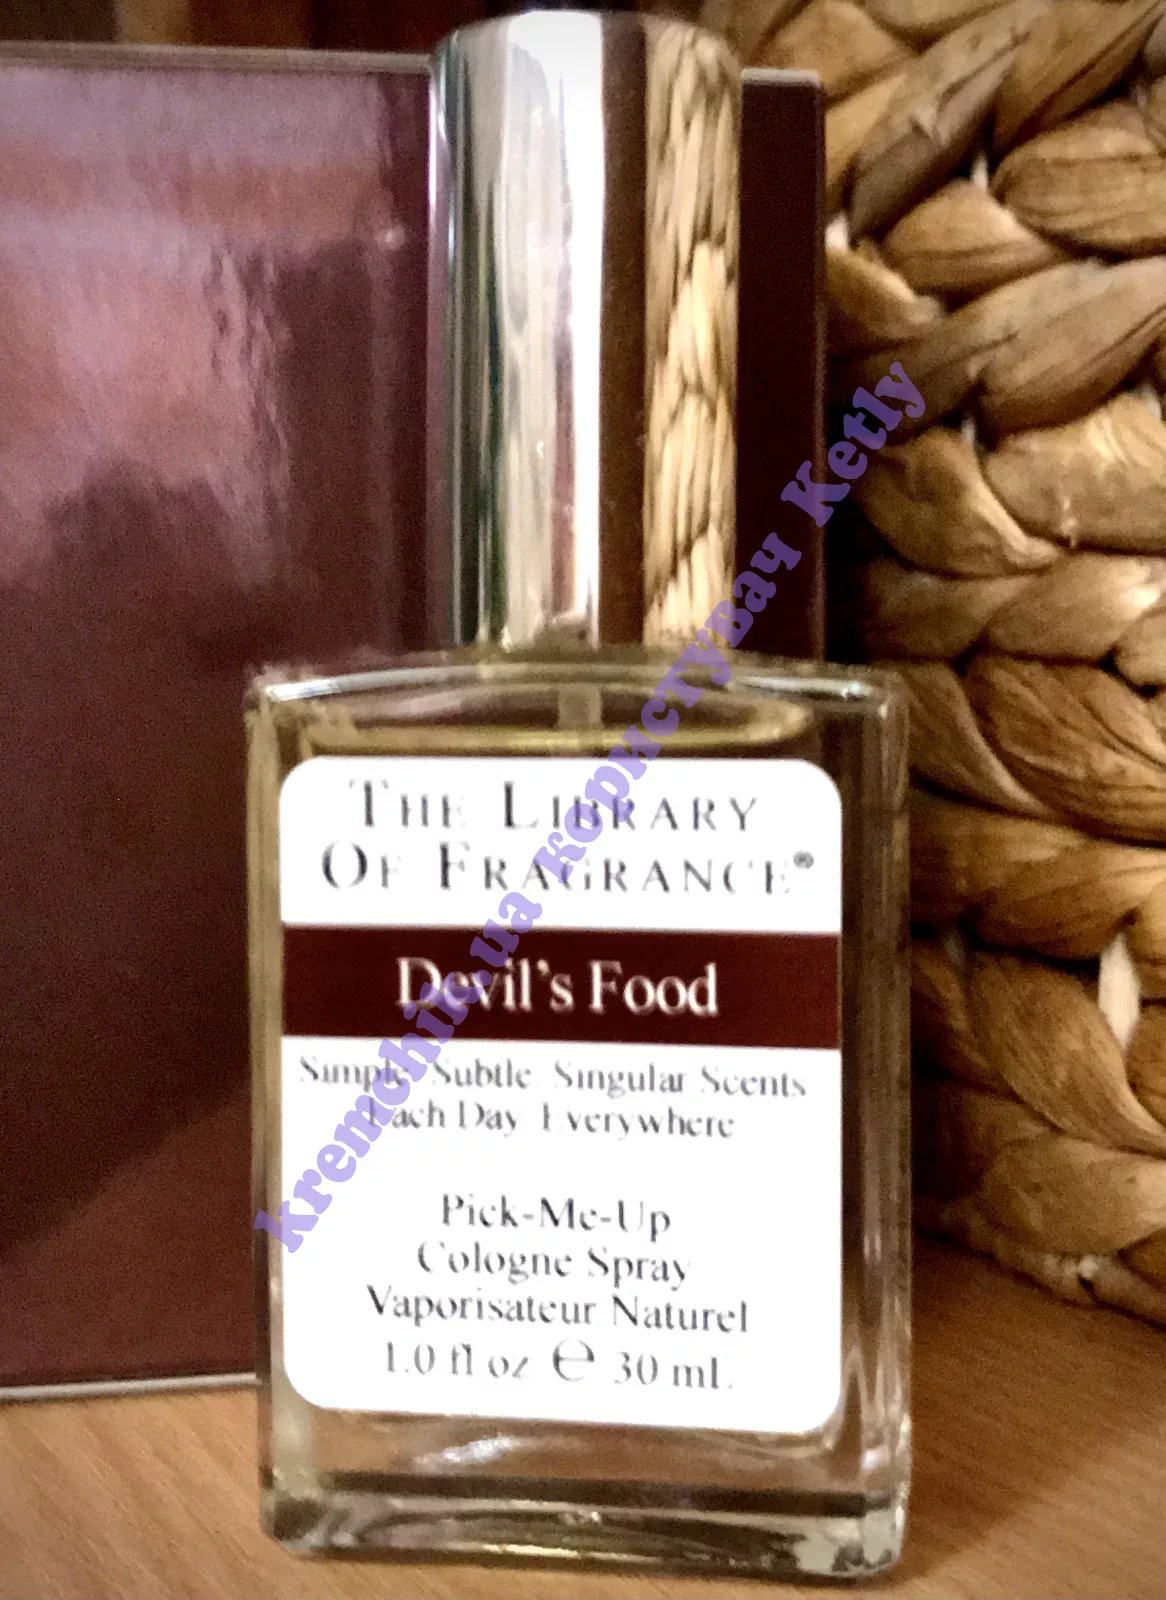 The Library
Of Fragrance®
Devil's Food
Simple Subtle Singular Scents
Each Day Everywhere
Pick-Me-Up
Cologne Spray
Vaporisateur Naturel
1.0 fl oz ℮ 30 mL
kremchik.ua користувач Ketly